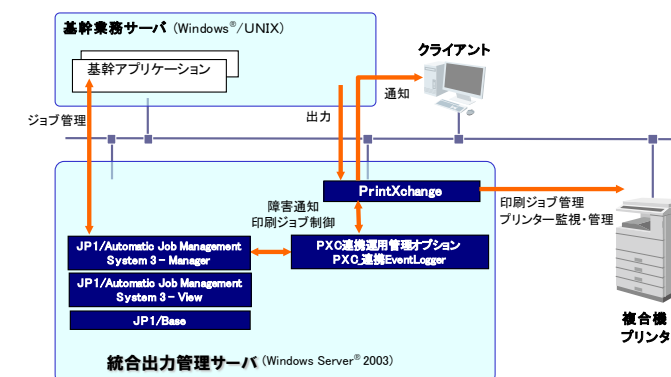 基幹業務サーバ (Windows®/UNIX)
基幹アプリケーション
クライアント
ジョブ管理
出力
通知
PrintXchange
障害通知
印刷ジョブ制御
印刷ジョブ管理
プリンター監視・管理
JP1/Automatic Job Management
System 3 – Manager
PXC連携運用管理オプション
PXC_連携EventLogger
JP1/Automatic Job Management
System 3 – View
JP1/Base
複合機
プリンタ
統合出力管理サーバ (Windows Server® 2003)